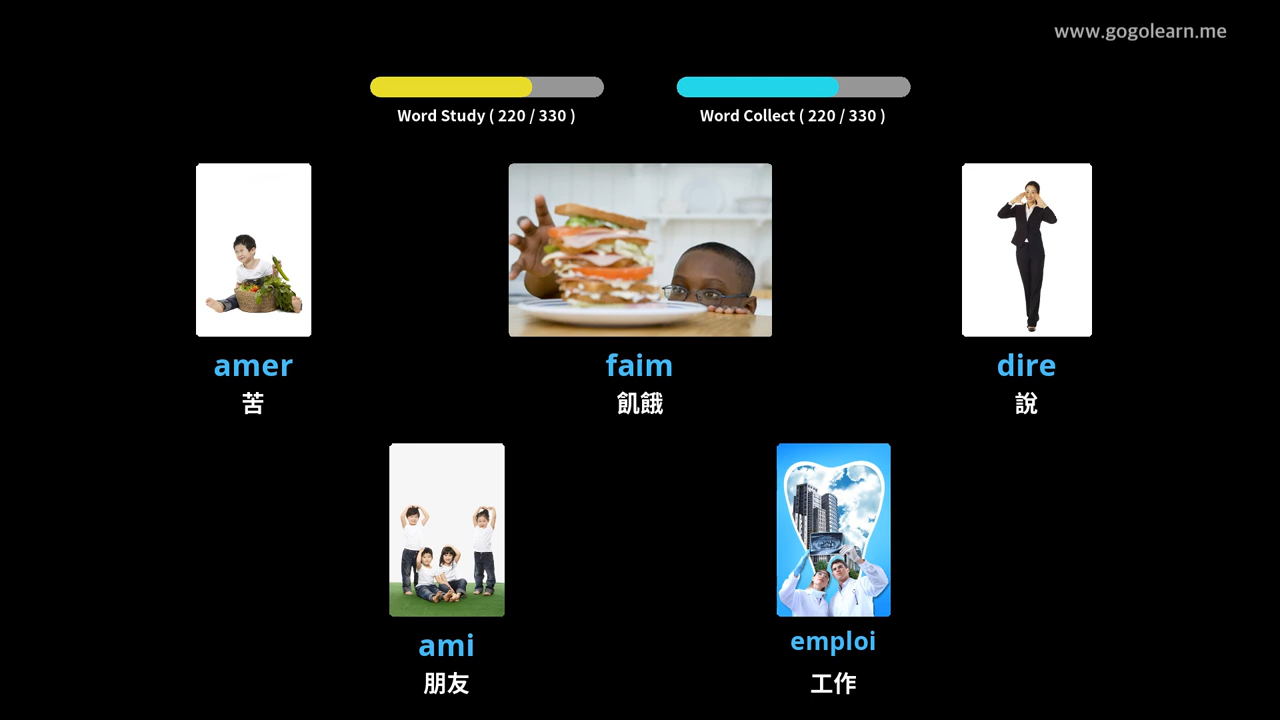 www.gogolearn.me
Word Study ( 220 / 330 )
Word Collect ( 220 / 330 )
amer
苦
faim
飢餓
dire
說
ami
朋友
emploi
工作